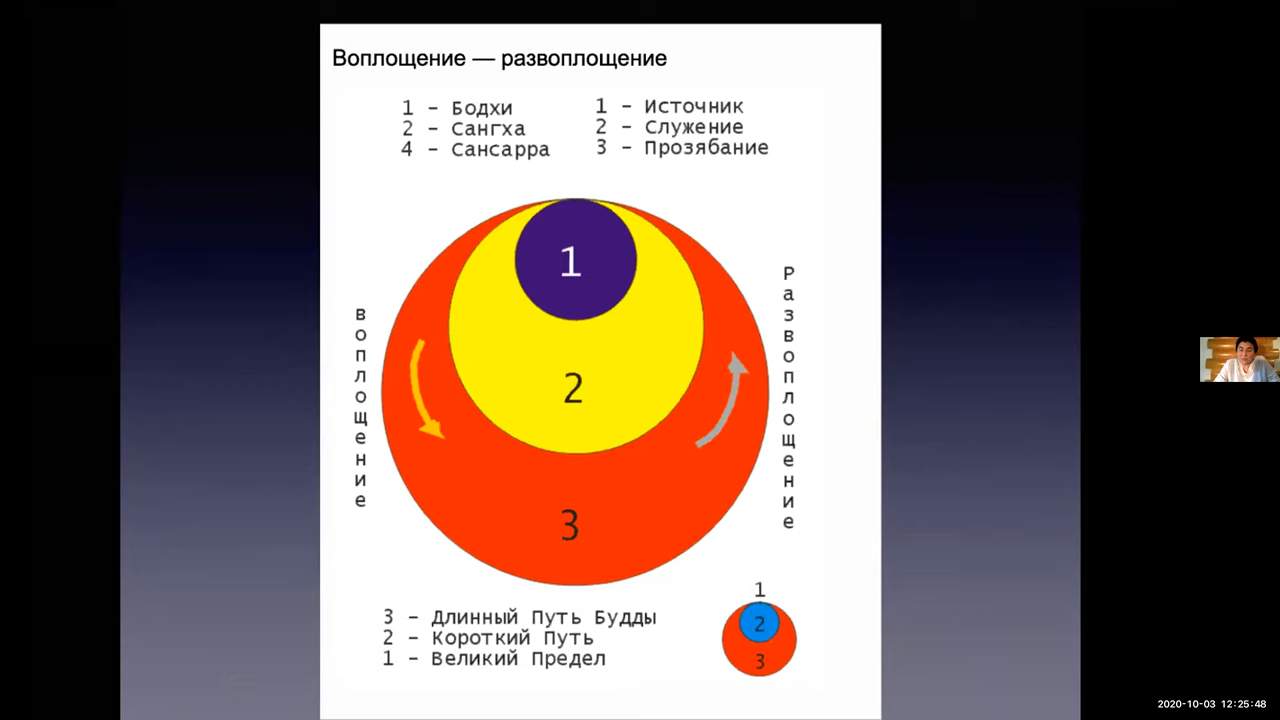 Воплощение — развоплощение
1 - Бодхи
2 - Сангха
4 - Сансарра
1 - Источник
2 - Служение
3 - Прозябание
воплощение
Развоплощение
1
2
3
3 - Длинный Путь Будды
2 - Короткий Путь
1 - Великий Предел
1
2
3
2020-10-03 12:25:48